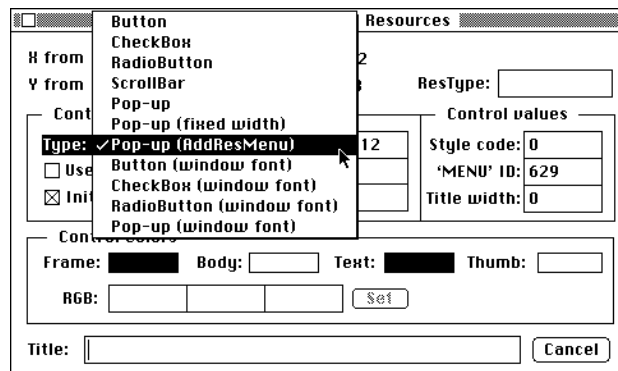 Button
Resources
CheckBox
X from
2
RadioButton
Y from
ScrollBar
ResType:
Pop-up
Cont
Control values
Pop-up (fixed width)
Type: ✓Pop-up (AddResMenu)
12
Style code: 0
Use
Button (window font)
'MENU' ID: 629
CheckBox (window font)
Init
Title width: 0
RadioButton (window font)
Pop-up (window font)
Control colors
Frame:
Body:
Text:
Thumb:
RGB:
Set
Title:
Cancel